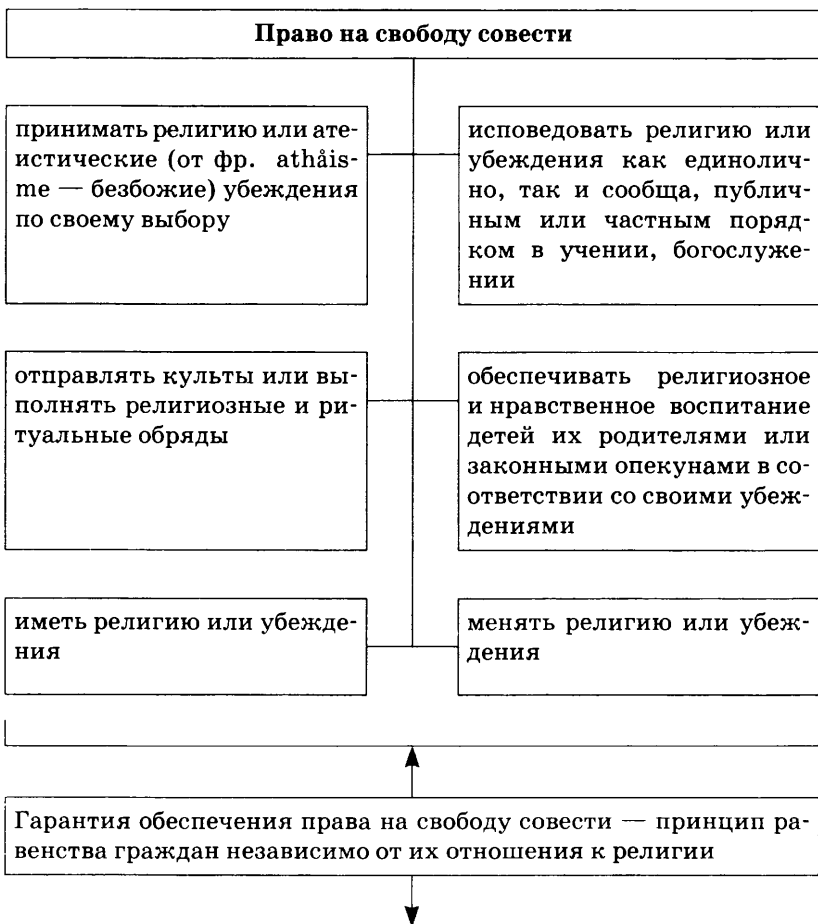 Право на свободу совести
принимать религию или ате-
истические (от фр. athåis-
me — безбожие) убеждения
по своему выбору
исповедовать религию или
убеждения как единолич-
но, так и сообща, публич-
ным или частным поряд-
ком в учении, богослуже-
нии
отправлять культы или вы-
полнять религиозные и ри-
туальные обряды
обеспечивать религиозное
и нравственное воспитание
детей их родителями или
законными опекунами в со-
ответствии со своими убеж-
дениями
иметь религию или убежде-
ния
менять религию или убеж-
дения
Гарантия обеспечения права на свободу совести — принцип ра-
венства граждан независимо от их отношения к религии